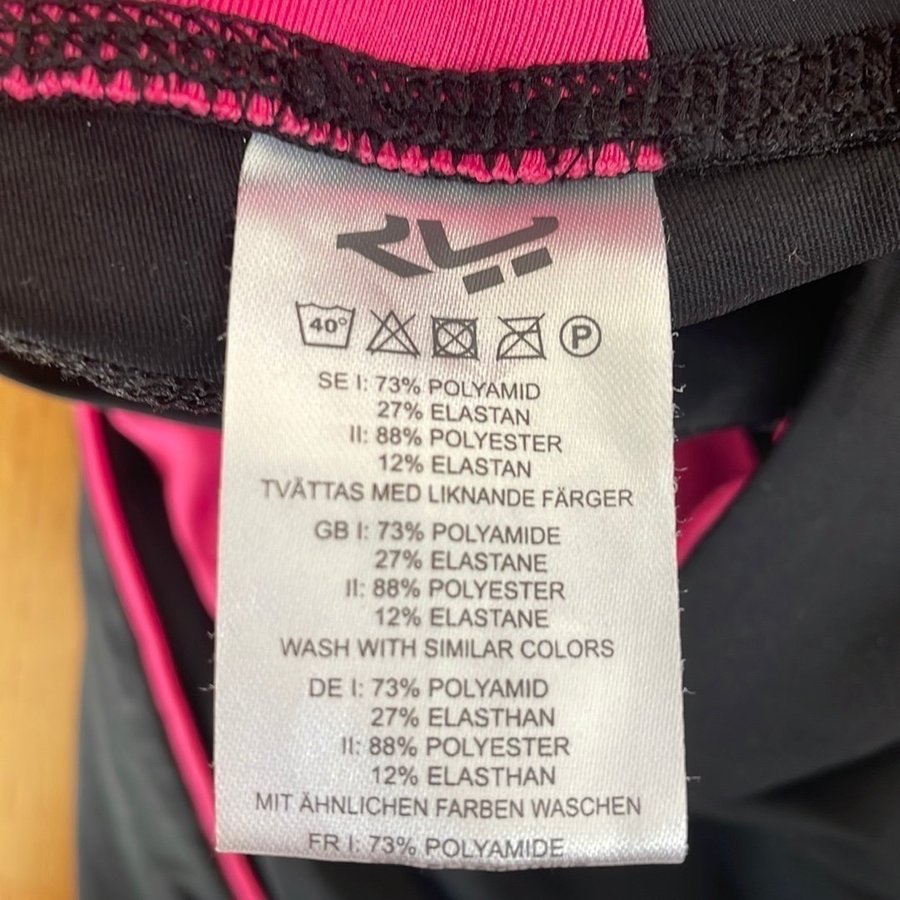 40°
P
SE I: 73% POLYAMID
27% ELASTAN
II: 88% POLYESTER
12% ELASTAN
TVÄTTAS MED LIKNANDE FÄRGER
GB I: 73% POLYAMIDE
27% ELASTANE
II: 88% POLYESTER
12% ELASTANE
WASH WITH SIMILAR COLORS
DE I: 73% POLYAMID
27% ELASTHAN
II: 88% POLYESTER
12% ELASTHAN
MIT ÄHNLICHEN FARBEN WASCHEN
FR I: 73% POLYAMIDE